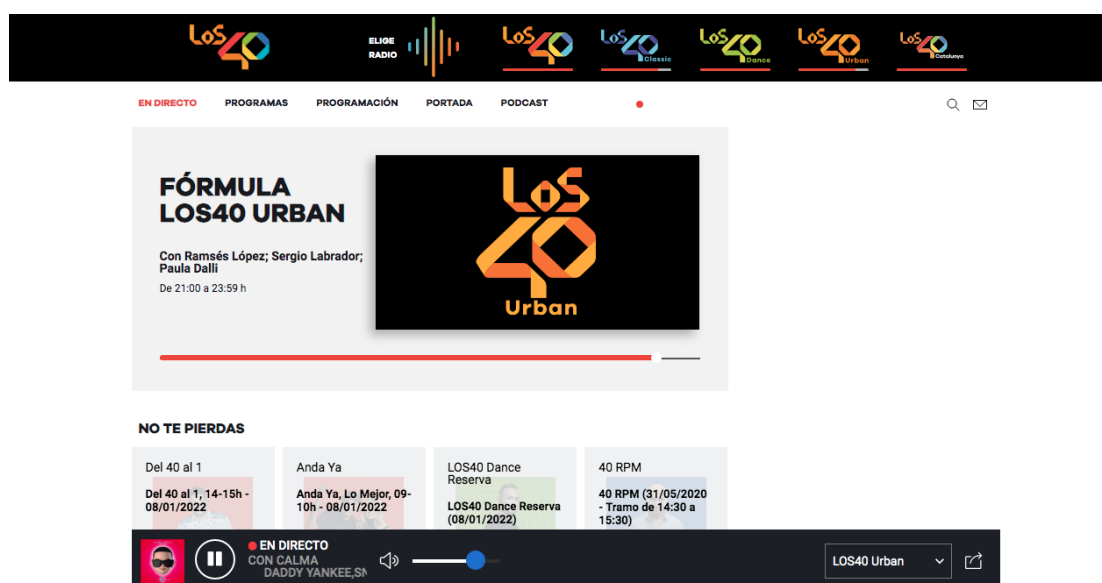 LOS40
ELIGE
RADIO
LOS40
LOS40
Classic
LOS40
Dance
LOS40
Urban
LOS40
Catalunya
EN DIRECTO PROGRAMAS PROGRAMACIÓN PORTADA PODCAST
FÓRMULA
LOS40 URBAN
Con Ramsés López; Sergio Labrador;
Paula Dalli
De 21:00 a 23:59 h
LOS
40
Urban
NO TE PIERDAS
Del 40 al 1
Del 40 al 1, 14-15h -
08/01/2022
Anda Ya
Anda Ya, Lo Mejor, 09-
10h - 08/01/2022
LOS40 Dance
Reserva
LOS40 Dance Reserva
(08/01/2022)
40 RPM
40 RPM (31/05/2020
- Tramo de 14:30 a
15:30)
EN DIRECTO
CON CALMA
DADDY YANKEE,SN
LOS40 Urban